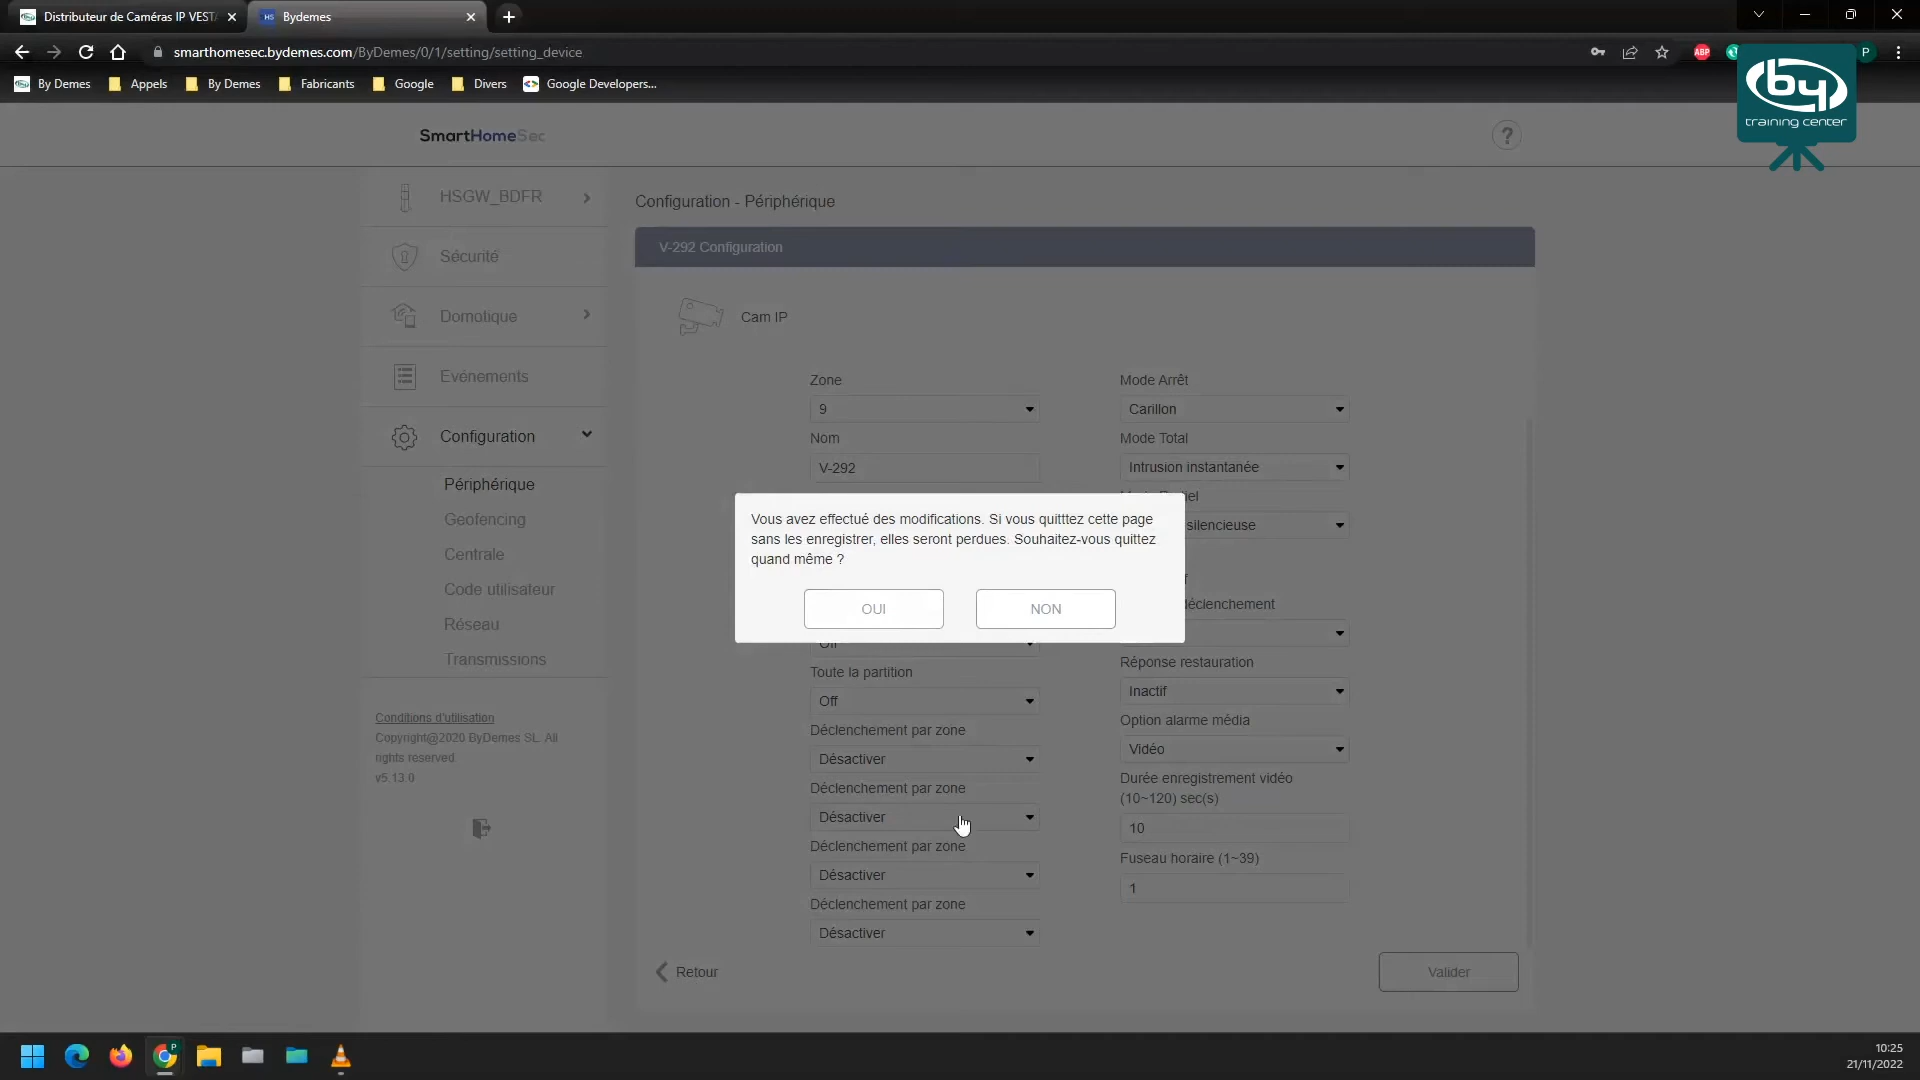 Distributeur de Caméras IP VEST
Bydemes
smarthomesec.bydemes.com/ByDemes/0/1/setting/setting_device
ABP
P
By Demes
Appels
By Demes
Fabricants
Google
Divers
Google Developers...
by
training center
SmartHomeSec
?
HSGW_BDFR
Sécurité
Domotique
Evénements
Configuration
Périphérique
Geofencing
Centrale
Code utilisateur
Réseau
Transmissions
Conditions d'utilisation
Copyright@2020 ByDemes SL. All
rights reserved
v5.13.0
Configuration - Périphérique
V-292 Configuration
Cam IP
Zone
9
Nom
V-292
Mode Arrêt
Carillon
Mode Total
Intrusion instantanée
silencieuse
Vous avez effectué des modifications. Si vous quitttez cette page
sans les enregistrer, elles seront perdues. Souhaitez-vous quittez
quand même ?
OUI
NON
Off
Toute la partition
Off
Déclenchement par zone
Désactiver
Déclenchement par zone
Désactiver
Déclenchement par zone
Désactiver
Déclenchement par zone
Désactiver
déclenchement
Réponse restauration
Inactif
Option alarme média
Vidéo
Durée enregistrement vidéo
(10~120) sec(s)
10
Fuseau horaire (1~39)
1
Retour
Valider
10:25
21/11/2022